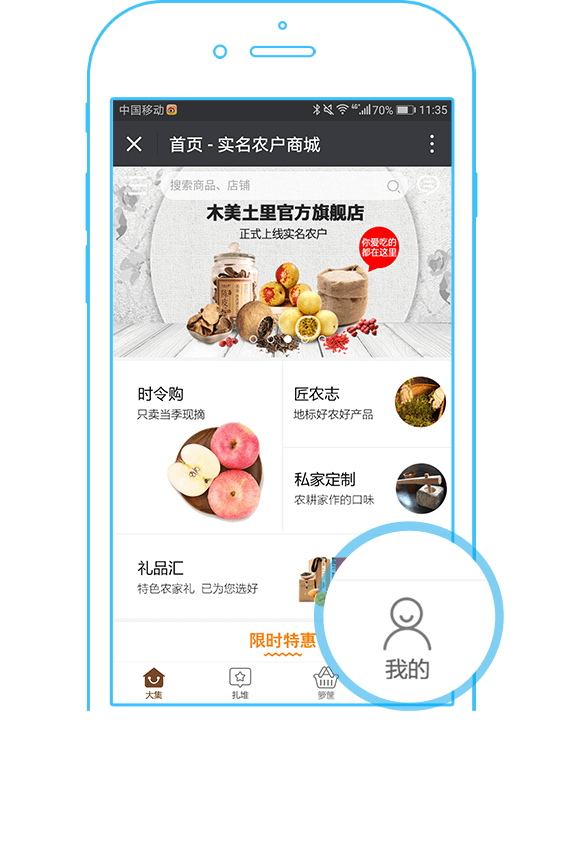 中国移动 70% 11:35
首页 - 实名农户商城
搜索商品、店铺
木美土里官方旗舰店
正式上线实名农户
你爱吃的
都在这里
时令购
只卖当季现摘
匠农志
地标好农好产品
私家定制
农耕家作的口味
礼品汇
特色农家礼 已为您选好
限时特惠
大集
扎堆
箩筐
我的